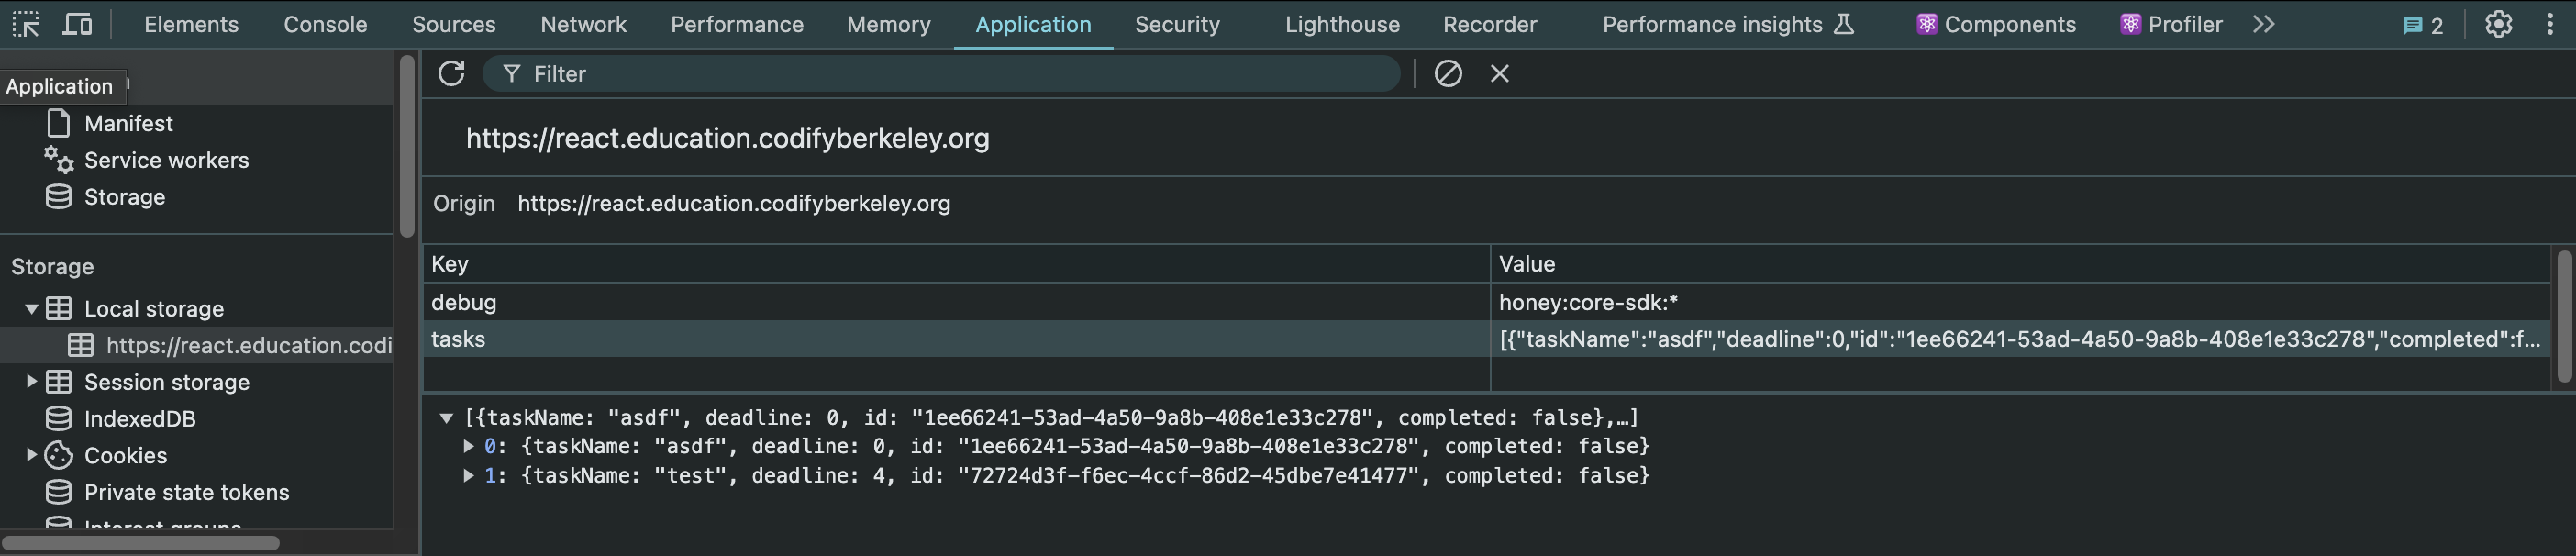 Elements Console Sources Network Performance Memory Application Security Lighthouse Recorder Performance insights Components Profiler 2
Filter
Application
Manifest
Service workers
Storage
Storage
Local storage
https://react.education.codi
Session storage
IndexedDB
Cookies
Private state tokens
Interest groups
https://react.education.codifyberkeley.org
Origin https://react.education.codifyberkeley.org
Key Value
debug honey:core-sdk:*
tasks [{"taskName":"asdf","deadline":0,"id":"1ee66241-53ad-4a50-9a8b-408e1e33c278","completed":f...
[{taskName: "asdf", deadline: 0, id: "1ee66241-53ad-4a50-9a8b-408e1e33c278", completed: false},…]
0: {taskName: "asdf", deadline: 0, id: "1ee66241-53ad-4a50-9a8b-408e1e33c278", completed: false}
1: {taskName: "test", deadline: 4, id: "72724d3f-f6ec-4ccf-86d2-45dbe7e41477", completed: false}